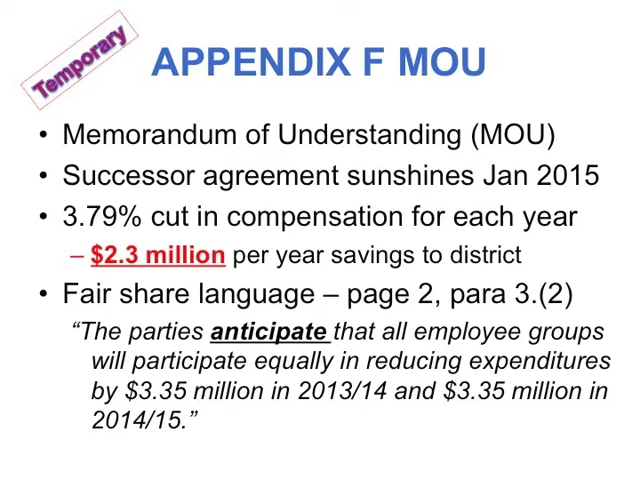 Temporary
APPENDIX F MOU
• Memorandum of Understanding (MOU)
• Successor agreement sunshines Jan 2015
• 3.79% cut in compensation for each year
– $2.3 million per year savings to district
• Fair share language – page 2, para 3.(2)
“The parties anticipate that all employee groups
will participate equally in reducing expenditures
by $3.35 million in 2013/14 and $3.35 million in
2014/15.”